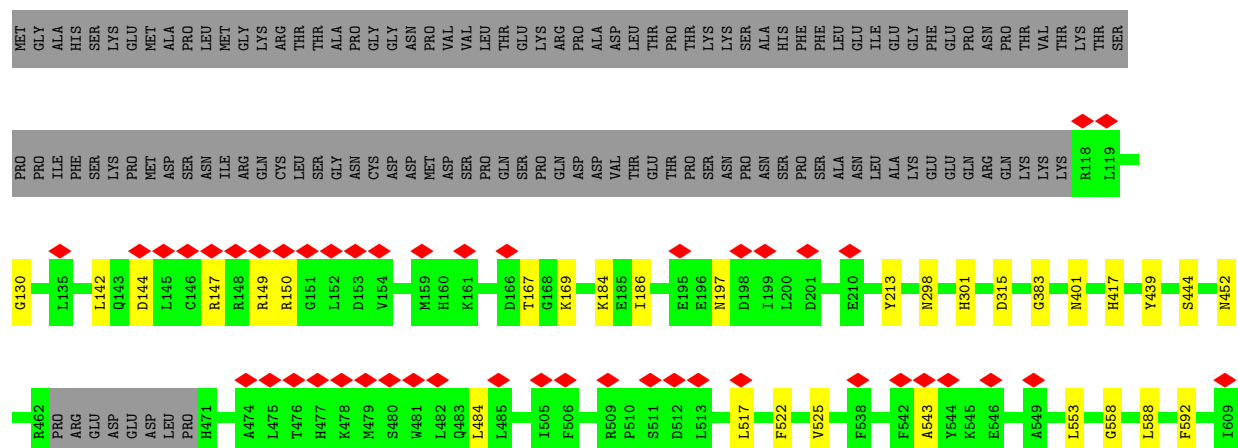 MET GLY ALA HIS SER LYS GLU MET ALA PRO LEU MET GLY LYS ARG THR THR ALA PRO GLY GLY ASN PRO VAL VAL LEU THR GLU LYS ARG PRO ALA ASP LEU THR PRO THR LYS LYS SER ALA HIS PHE PHE LEU GLU ILE GLU GLY PHE GLU PRO ASN PRO THR VAL THR LYS THR SER
PRO PRO ILE PHE SER LYS PRO MET ASP SER ASN ILE ARG GLN CYS LEU SER GLY ASN CYS ASP ASP MET ASP SER PRO GLN SER PRO GLN ASP ASP VAL THR GLU THR PRO SER ASN PRO ASN SER PRO SER ALA ASN LEU ALA LYS GLU GLU GLN ARG GLN LYS LYS LYS R118 L119
G130 L135 L142 Q143 D144 L145 C146 R147 R148 R149 R150 G151 L152 D153 V154 M159 H160 K161 D166 T167 G168 K169 K184 E185 I186 E195 E196 N197 D198 I199 L200 D201 E210 Y213 N298 H301 D315 G383 N401 H417 Y439 S444 N452
R462 PRO ARG GLU ASP GLU ASP LEU PRO H471 A474 L475 T476 H477 K478 M479 S480 W481 L482 Q483 L484 L485 I505 F506 R509 P510 S511 D512 L513 L517 F522 V525 F538 F542 A543 Y544 K545 E546 A549 L553 G558 L588 F592 I609